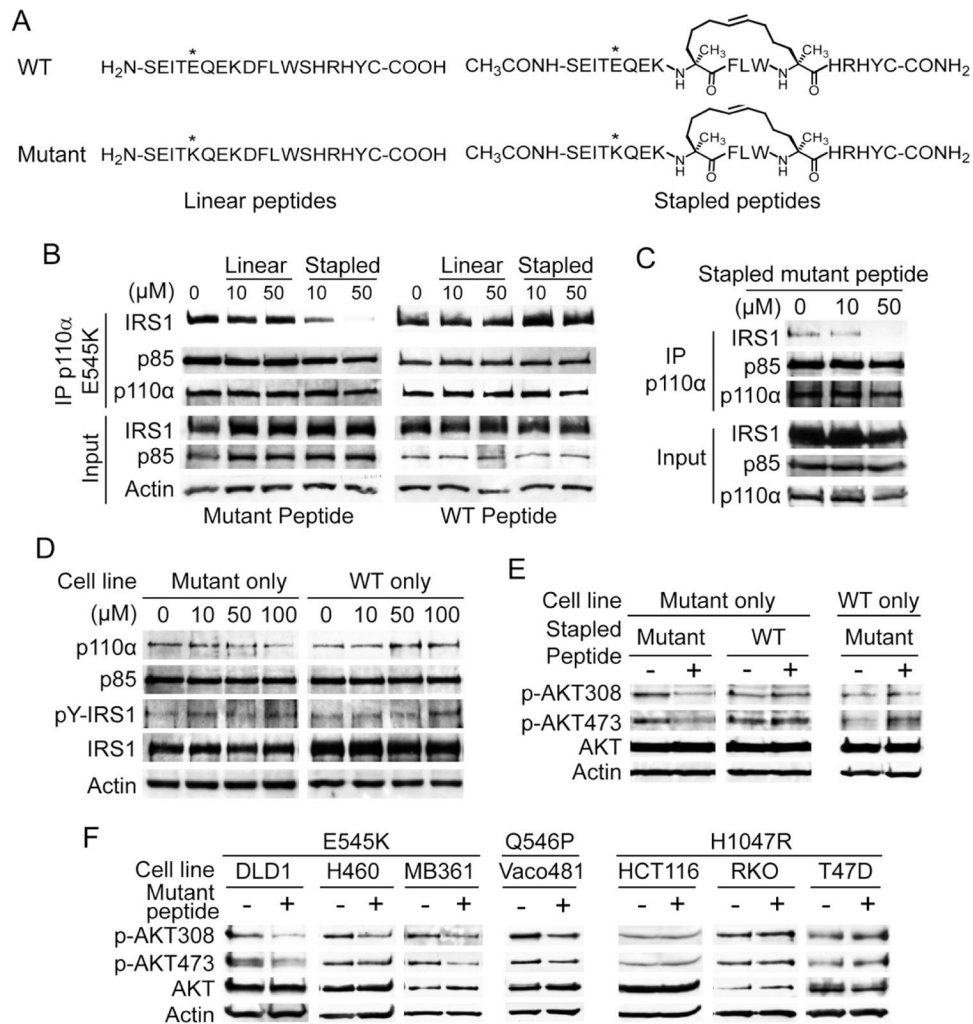 A
WT
H2N-SEITEQEKDFLWSHRHYC-COOH
*
CH3CONH-SEITEQEK
*
N
H
CH3
O
FLW
N
H
CH3
O
HRHYC-CONH2
Mutant
H2N-SEITKQEKDFLWSHRHYC-COOH
*
CH3CONH-SEITKQEK
*
N
H
CH3
O
FLW
N
H
CH3
O
HRHYC-CONH2
Linear peptides
Stapled peptides
B
Linear Stapled Linear Stapled
(µM) 0 10 50 10 50 0 10 50 10 50
IP p110α
E545K
IRS1
p85
p110α
Input
IRS1
p85
Actin
Mutant Peptide WT Peptide
C
Stapled mutant peptide
(µM) 0 10 50
IP
p110α
IRS1
p85
p110α
Input
IRS1
p85
p110α
D
Cell line Mutant only WT only
(µM) 0 10 50 100 0 10 50 100
p110α
p85
pY-IRS1
IRS1
Actin
E
Cell line Mutant only WT only
Stapled
Peptide
Mutant WT Mutant
- + - + - +
p-AKT308
p-AKT473
AKT
Actin
F
E545K Q546P H1047R
Cell line DLD1 H460 MB361 Vaco481 HCT116 RKO T47D
Mutant
peptide
- + - + - + - + - + - + - +
p-AKT308
p-AKT473
AKT
Actin